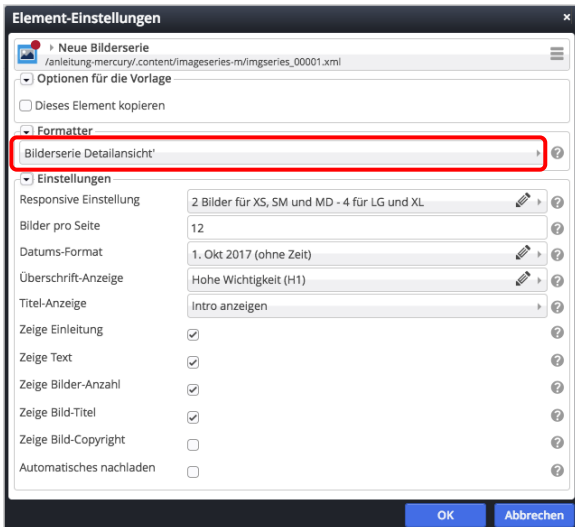 Element-Einstellungen ×
Neue Bilderserie
/anleitung-mercury/.content/imageseries-m/imgseries_00001.xml
Optionen für die Vorlage
Dieses Element kopieren
Formatter
Bilderserie Detailansicht' ?
Einstellungen
Responsive Einstellung 2 Bilder für XS, SM und MD - 4 für LG und XL ?
Bilder pro Seite 12 ?
Datums-Format 1. Okt 2017 (ohne Zeit) ?
Überschrift-Anzeige Hohe Wichtigkeit (H1) ?
Titel-Anzeige Intro anzeigen ?
Zeige Einleitung ?
Zeige Text ?
Zeige Bilder-Anzahl ?
Zeige Bild-Titel ?
Zeige Bild-Copyright ?
Automatisches nachladen ?
OK Abbrechen